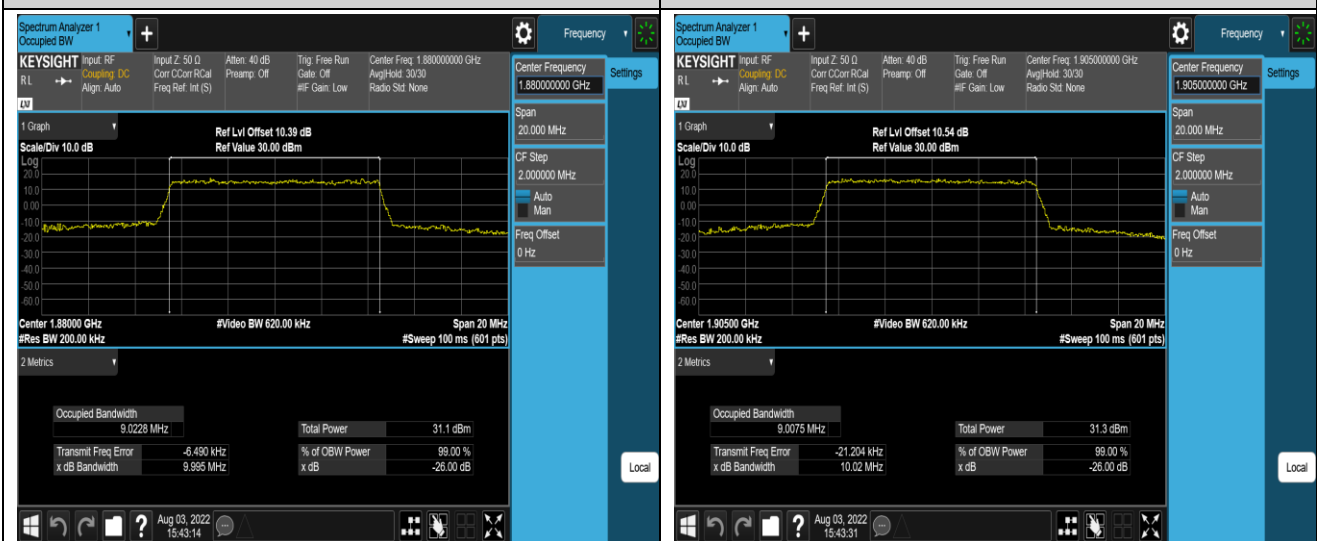 Spectrum Analyzer 1
Occupied BW
+
Frequency
KEYSIGHT Input: RF Input Z: 50 Ω Atten: 40 dB Trig: Free Run Center Freq: 1.880000000 GHz
RL Coupling: DC Corr CCorr RCal Preamp: Off Gate: Off Avg|Hold: 30/30
Align: Auto Freq Ref: Int (S) #IF Gain: Low Radio Std: None
LXI
Center Frequency
1.880000000 GHz
Settings
Span
20.000 MHz
CF Step
2.000000 MHz
Auto
Man
Freq Offset
0 Hz
1 Graph
Ref Lvl Offset 10.39 dB
Scale/Div 10.0 dB Ref Value 30.00 dBm
Log
20.0
10.0
0.00
-10.0
-20.0
-30.0
-40.0
-50.0
-60.0
Center 1.88000 GHz #Video BW 620.00 kHz Span 20 MHz
#Res BW 200.00 kHz #Sweep 100 ms (601 pts)
2 Metrics
Occupied Bandwidth
9.0228 MHz Total Power 31.1 dBm
Transmit Freq Error -6.490 kHz % of OBW Power 99.00 %
x dB Bandwidth 9.995 MHz x dB -26.00 dB
Local
? Aug 03, 2022
15:43:14
Spectrum Analyzer 1
Occupied BW
+
Frequency
KEYSIGHT Input: RF Input Z: 50 Ω Atten: 40 dB Trig: Free Run Center Freq: 1.905000000 GHz
RL Coupling: DC Corr CCorr RCal Preamp: Off Gate: Off Avg|Hold: 30/30
Align: Auto Freq Ref: Int (S) #IF Gain: Low Radio Std: None
LXI
Center Frequency
1.905000000 GHz
Settings
Span
20.000 MHz
CF Step
2.000000 MHz
Auto
Man
Freq Offset
0 Hz
1 Graph
Ref Lvl Offset 10.54 dB
Scale/Div 10.0 dB Ref Value 30.00 dBm
Log
20.0
10.0
0.00
-10.0
-20.0
-30.0
-40.0
-50.0
-60.0
Center 1.90500 GHz #Video BW 620.00 kHz Span 20 MHz
#Res BW 200.00 kHz #Sweep 100 ms (601 pts)
2 Metrics
Occupied Bandwidth
9.0075 MHz Total Power 31.3 dBm
Transmit Freq Error -21.204 kHz % of OBW Power 99.00 %
x dB Bandwidth 10.02 MHz x dB -26.00 dB
Local
? Aug 03, 2022
15:43:31